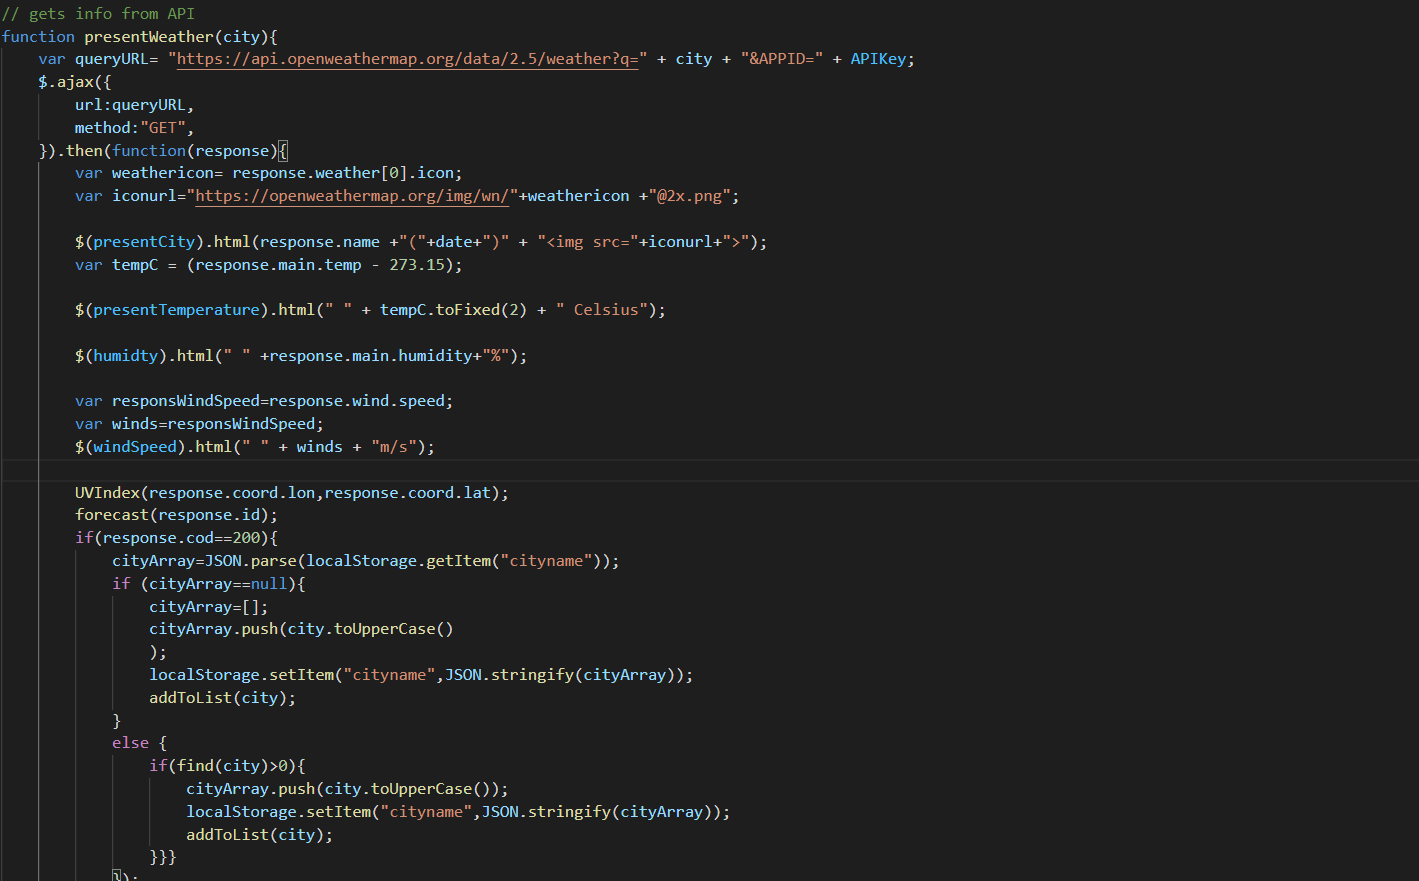 // gets info from API
function presentWeather(city){
    var queryURL= "https://api.openweathermap.org/data/2.5/weather?q=" + city + "&APPID=" + APIKey;
    $.ajax({
        url:queryURL,
        method:"GET",
    }).then(function(response){
        var weathericon= response.weather[0].icon;
        var iconurl="https://openweathermap.org/img/wn/"+weathericon +"@2x.png";
        $(presentCity).html(response.name +"("+date+")" + "<img src="+iconurl+">");
        var tempC = (response.main.temp - 273.15);
        $(presentTemperature).html(" " + tempC.toFixed(2) + " Celsius");
        $(humidty).html(" " +response.main.humidity+"%");
        var responsWindSpeed=response.wind.speed;
        var winds=responsWindSpeed;
        $(windSpeed).html(" " + winds + "m/s");
        UVIndex(response.coord.lon,response.coord.lat);
        forecast(response.id);
        if(response.cod==200){
            cityArray=JSON.parse(localStorage.getItem("cityname"));
            if (cityArray==null){
                cityArray=[];
                cityArray.push(city.toUpperCase()
                );
                localStorage.setItem("cityname",JSON.stringify(cityArray));
                addToList(city);
            }
            else {
                if(find(city)>0){
                    cityArray.push(city.toUpperCase());
                    localStorage.setItem("cityname",JSON.stringify(cityArray));
                    addToList(city);
                }}}
            });